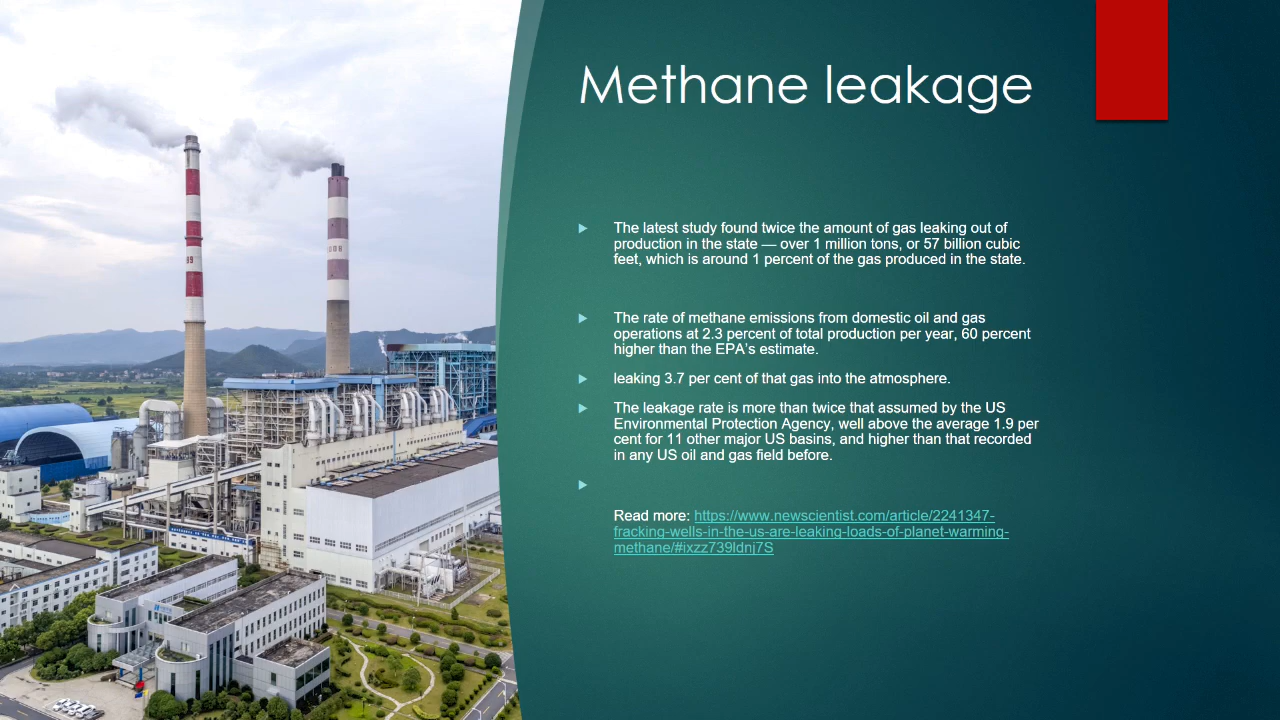 Methane leakage
The latest study found twice the amount of gas leaking out of
production in the state — over 1 million tons, or 57 billion cubic
feet, which is around 1 percent of the gas produced in the state.
The rate of methane emissions from domestic oil and gas
operations at 2.3 percent of total production per year, 60 percent
higher than the EPA's estimate.
leaking 3.7 per cent of that gas into the atmosphere.
The leakage rate is more than twice that assumed by the US
Environmental Protection Agency, well above the average 1.9 per
cent for 11 other major US basins, and higher than that recorded
in any US oil and gas field before.
Read more: https://www.newscientist.com/article/2241347-
fracking-wells-in-the-us-are-leaking-loads-of-planet-warming-
methane/#ixzz739ldnj7S